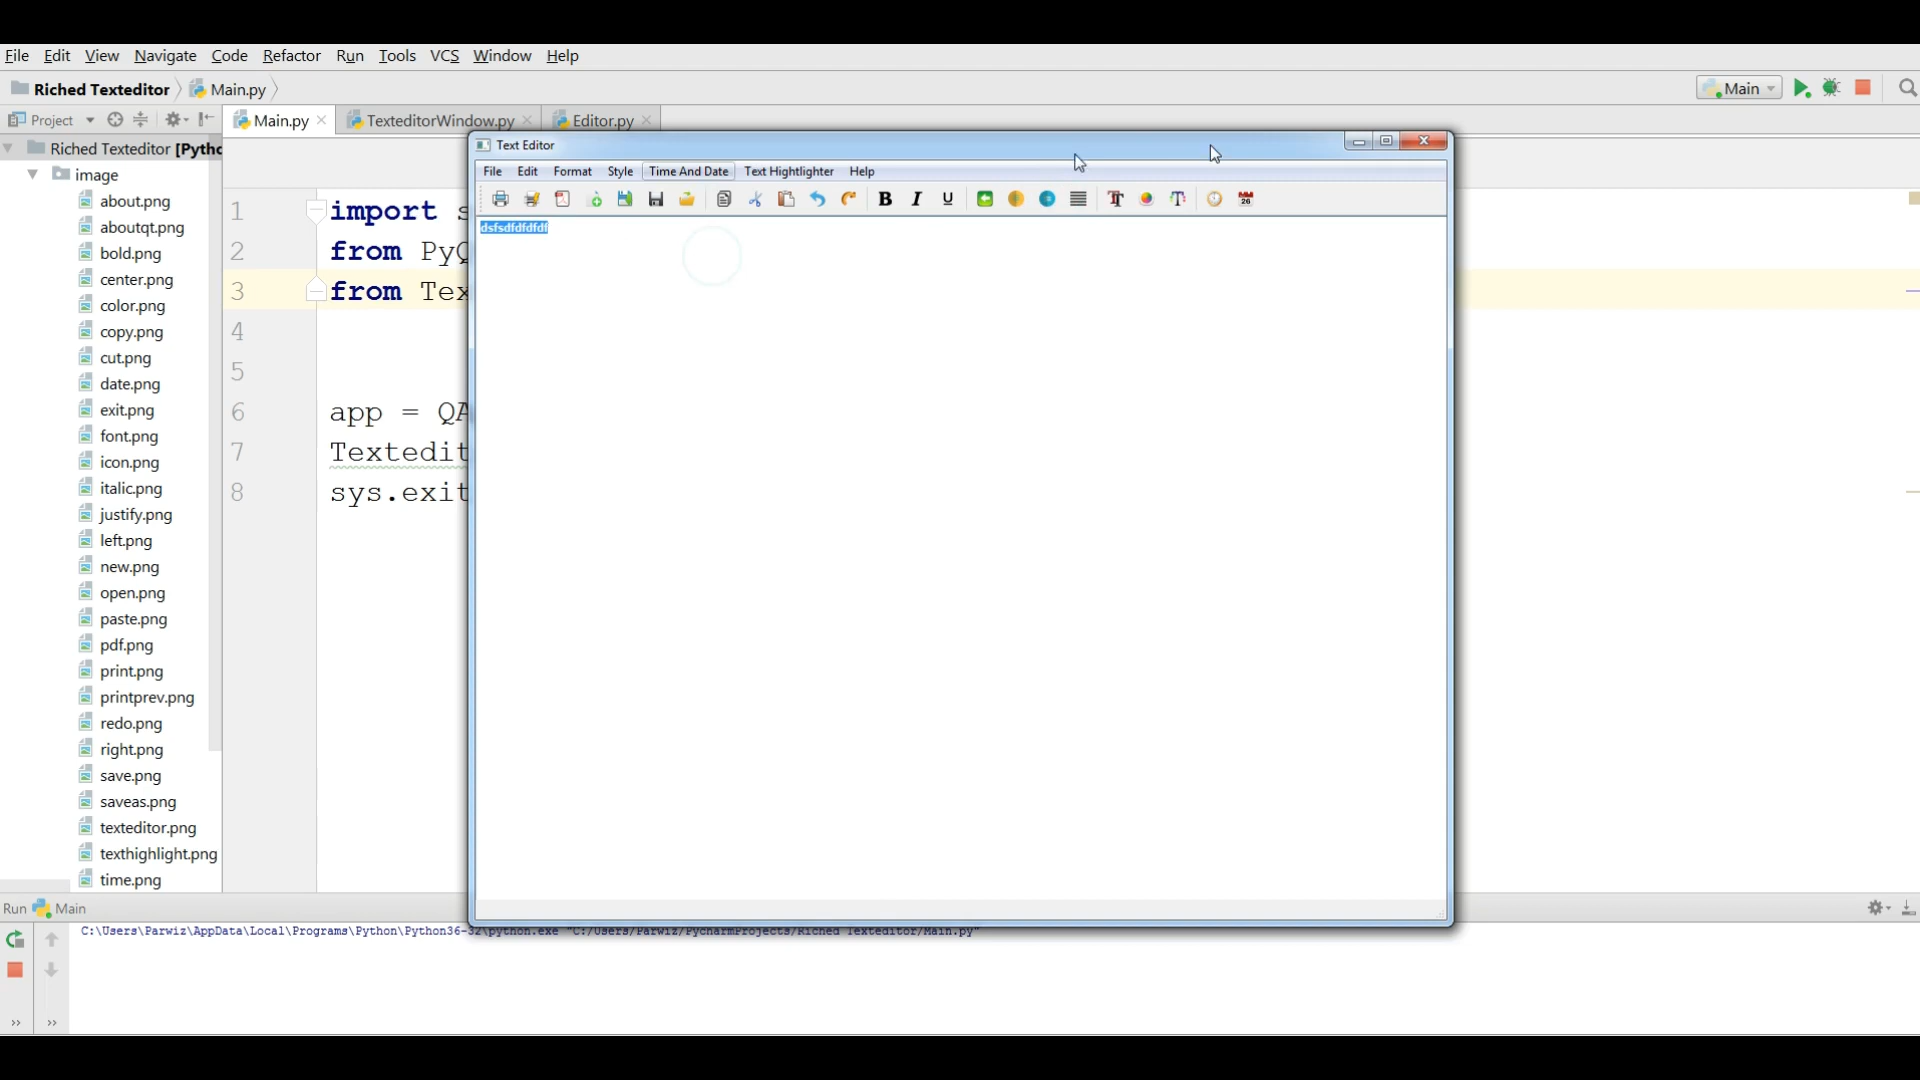 File Edit View Navigate Code Refactor Run Tools VCS Window Help
Riched Texteditor Main.py
Main
Project
Main.py TexteditorWindow.py Editor.py
Riched Texteditor [Pythc
image
about.png
aboutqt.png
bold.png
center.png
color.png
copy.png
cut.png
date.png
exit.png
font.png
icon.png
italic.png
justify.png
left.png
new.png
open.png
paste.png
pdf.png
print.png
printprev.png
redo.png
right.png
save.png
saveas.png
texteditor.png
texthighlight.png
time.png
1 import s
2 from PyQ
3 from Tex
4
5
6 app = QA
7 Textedit
8 sys.exit
Text Editor
File Edit Format Style Time And Date Text Hightlighter Help
B I U
26
dsfsdfdfdfdf
Run Main
C:\Users\Parwiz\AppData\Local\Programs\Python\Python36-32\python.exe "C:/Users/Parwiz/PycharmProjects/Riched Texteditor/Main.py"